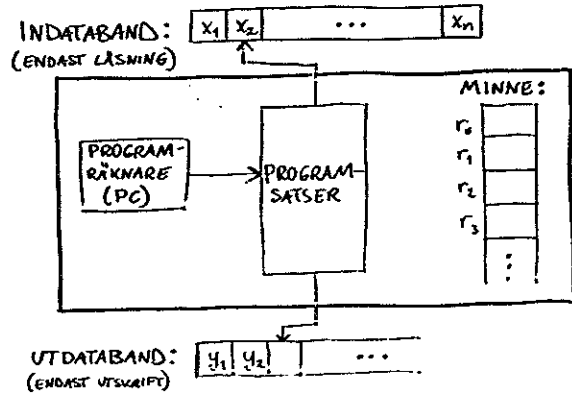 INDATABAND: x₁ x₂ ... xₙ
(ENDAST LÄSNING)
MINNE:
r₀
r₁
r₂
r₃
⋮
PROGRAM-
RÄKNARE
(PC)
PROGRAM-
SATSER
UTDATABAND: y₁ y₂ ...
(ENDAST UTSKRIFT)